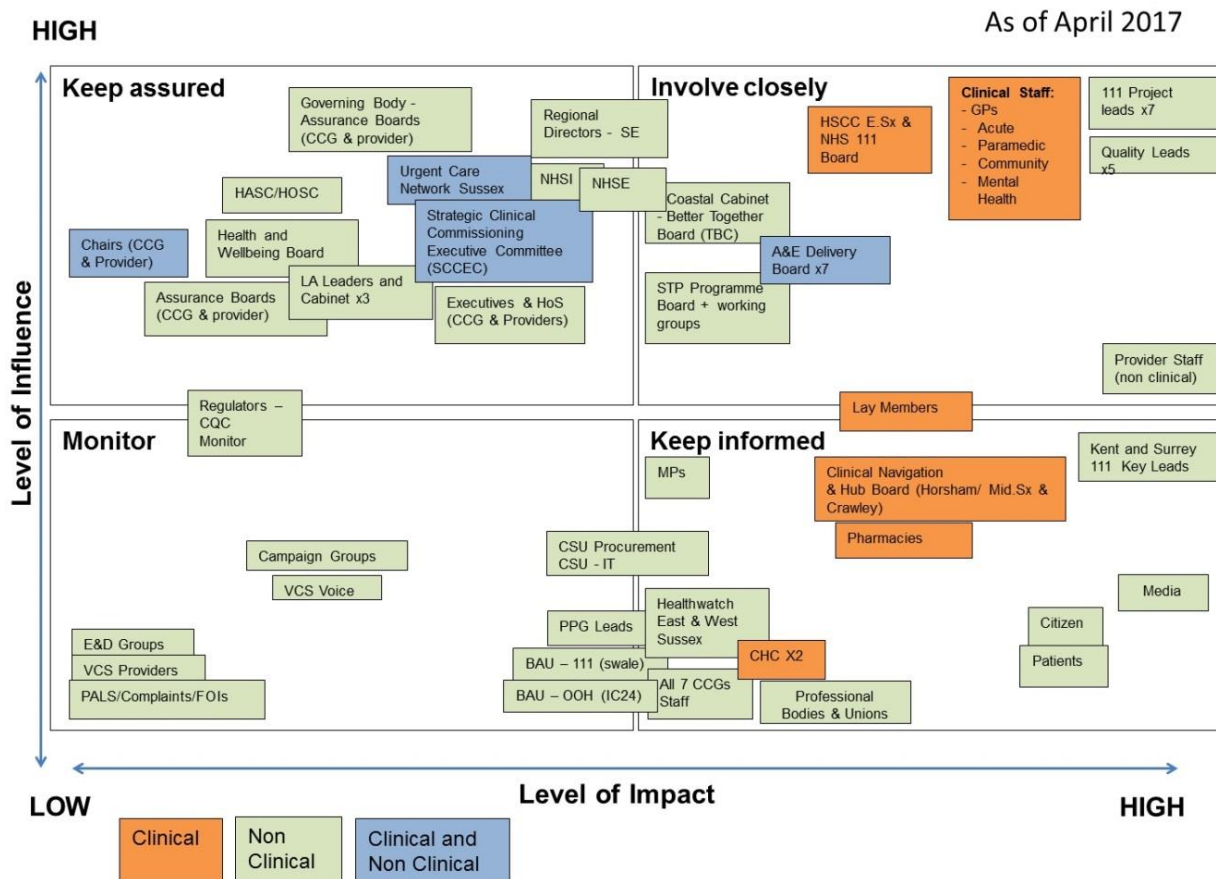 As of April 2017
HIGH
Keep assured
Governing Body -
Assurance Boards
(CCG & provider)
Regional
Directors - SE
Urgent Care
Network Sussex
NHSI
NHSE
HASC/HOSC
Strategic Clinical
Commissioning
Executive Committee
(SCCEC)
Chairs (CCG
& Provider)
Health and
Wellbeing Board
LA Leaders and
Cabinet x3
Assurance Boards
(CCG & provider)
Executives & HoS
(CCG & Providers)
Involve closely
HSCC E.Sx &
NHS 111
Board
Clinical Staff:
- GPs
- Acute
- Paramedic
- Community
- Mental
Health
111 Project
leads x7
Quality Leads
x5
Coastal Cabinet
- Better Together
Board (TBC)
A&E Delivery
Board x7
STP Programme
Board + working
groups
Provider Staff
(non clinical)
Lay Members
Level of Influence
Regulators –
CQC
Monitor
Monitor
Campaign Groups
VCS Voice
CSU Procurement
CSU - IT
PPG Leads
E&D Groups
VCS Providers
PALS/Complaints/FOIs
BAU – 111 (swale)
BAU – OOH (IC24)
Keep informed
MPs
Clinical Navigation
& Hub Board (Horsham/ Mid.Sx &
Crawley)
Kent and Surrey
111 Key Leads
Pharmacies
Media
Healthwatch
East & West
Sussex
Citizen
CHC X2
Patients
All 7 CCGs
Staff
Professional
Bodies & Unions
LOW
Level of Impact
HIGH
Clinical
Non
Clinical
Clinical and
Non Clinical